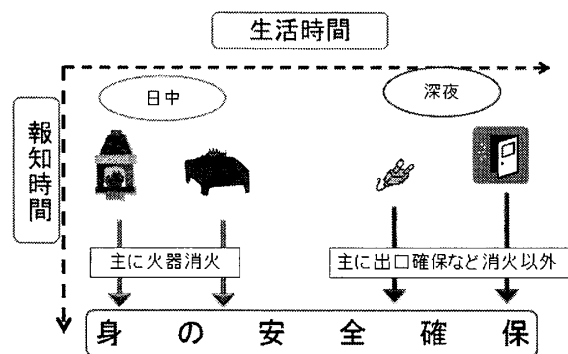 生活時間
報知時間
日中
深夜
主に火器消火
主に出口確保など消火以外
身の安全確保